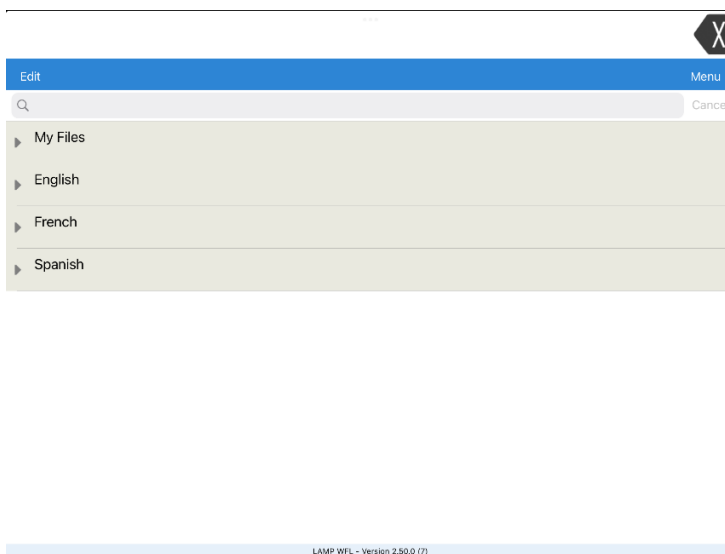 X
Edit
Menu
Cance
My Files
English
French
Spanish
LAMP WFL - Version 2.50.0 (7)